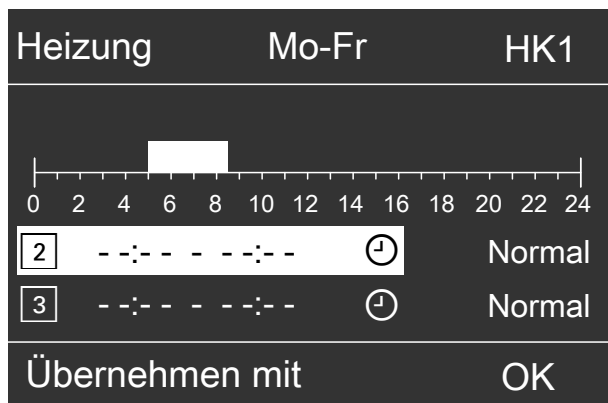 Heizung Mo-Fr HK1
0 2 4 6 8 10 12 14 16 18 20 22 24
2 - -:- - - - -:- - Normal
3 - -:- - - - -:- - Normal
Übernehmen mit OK